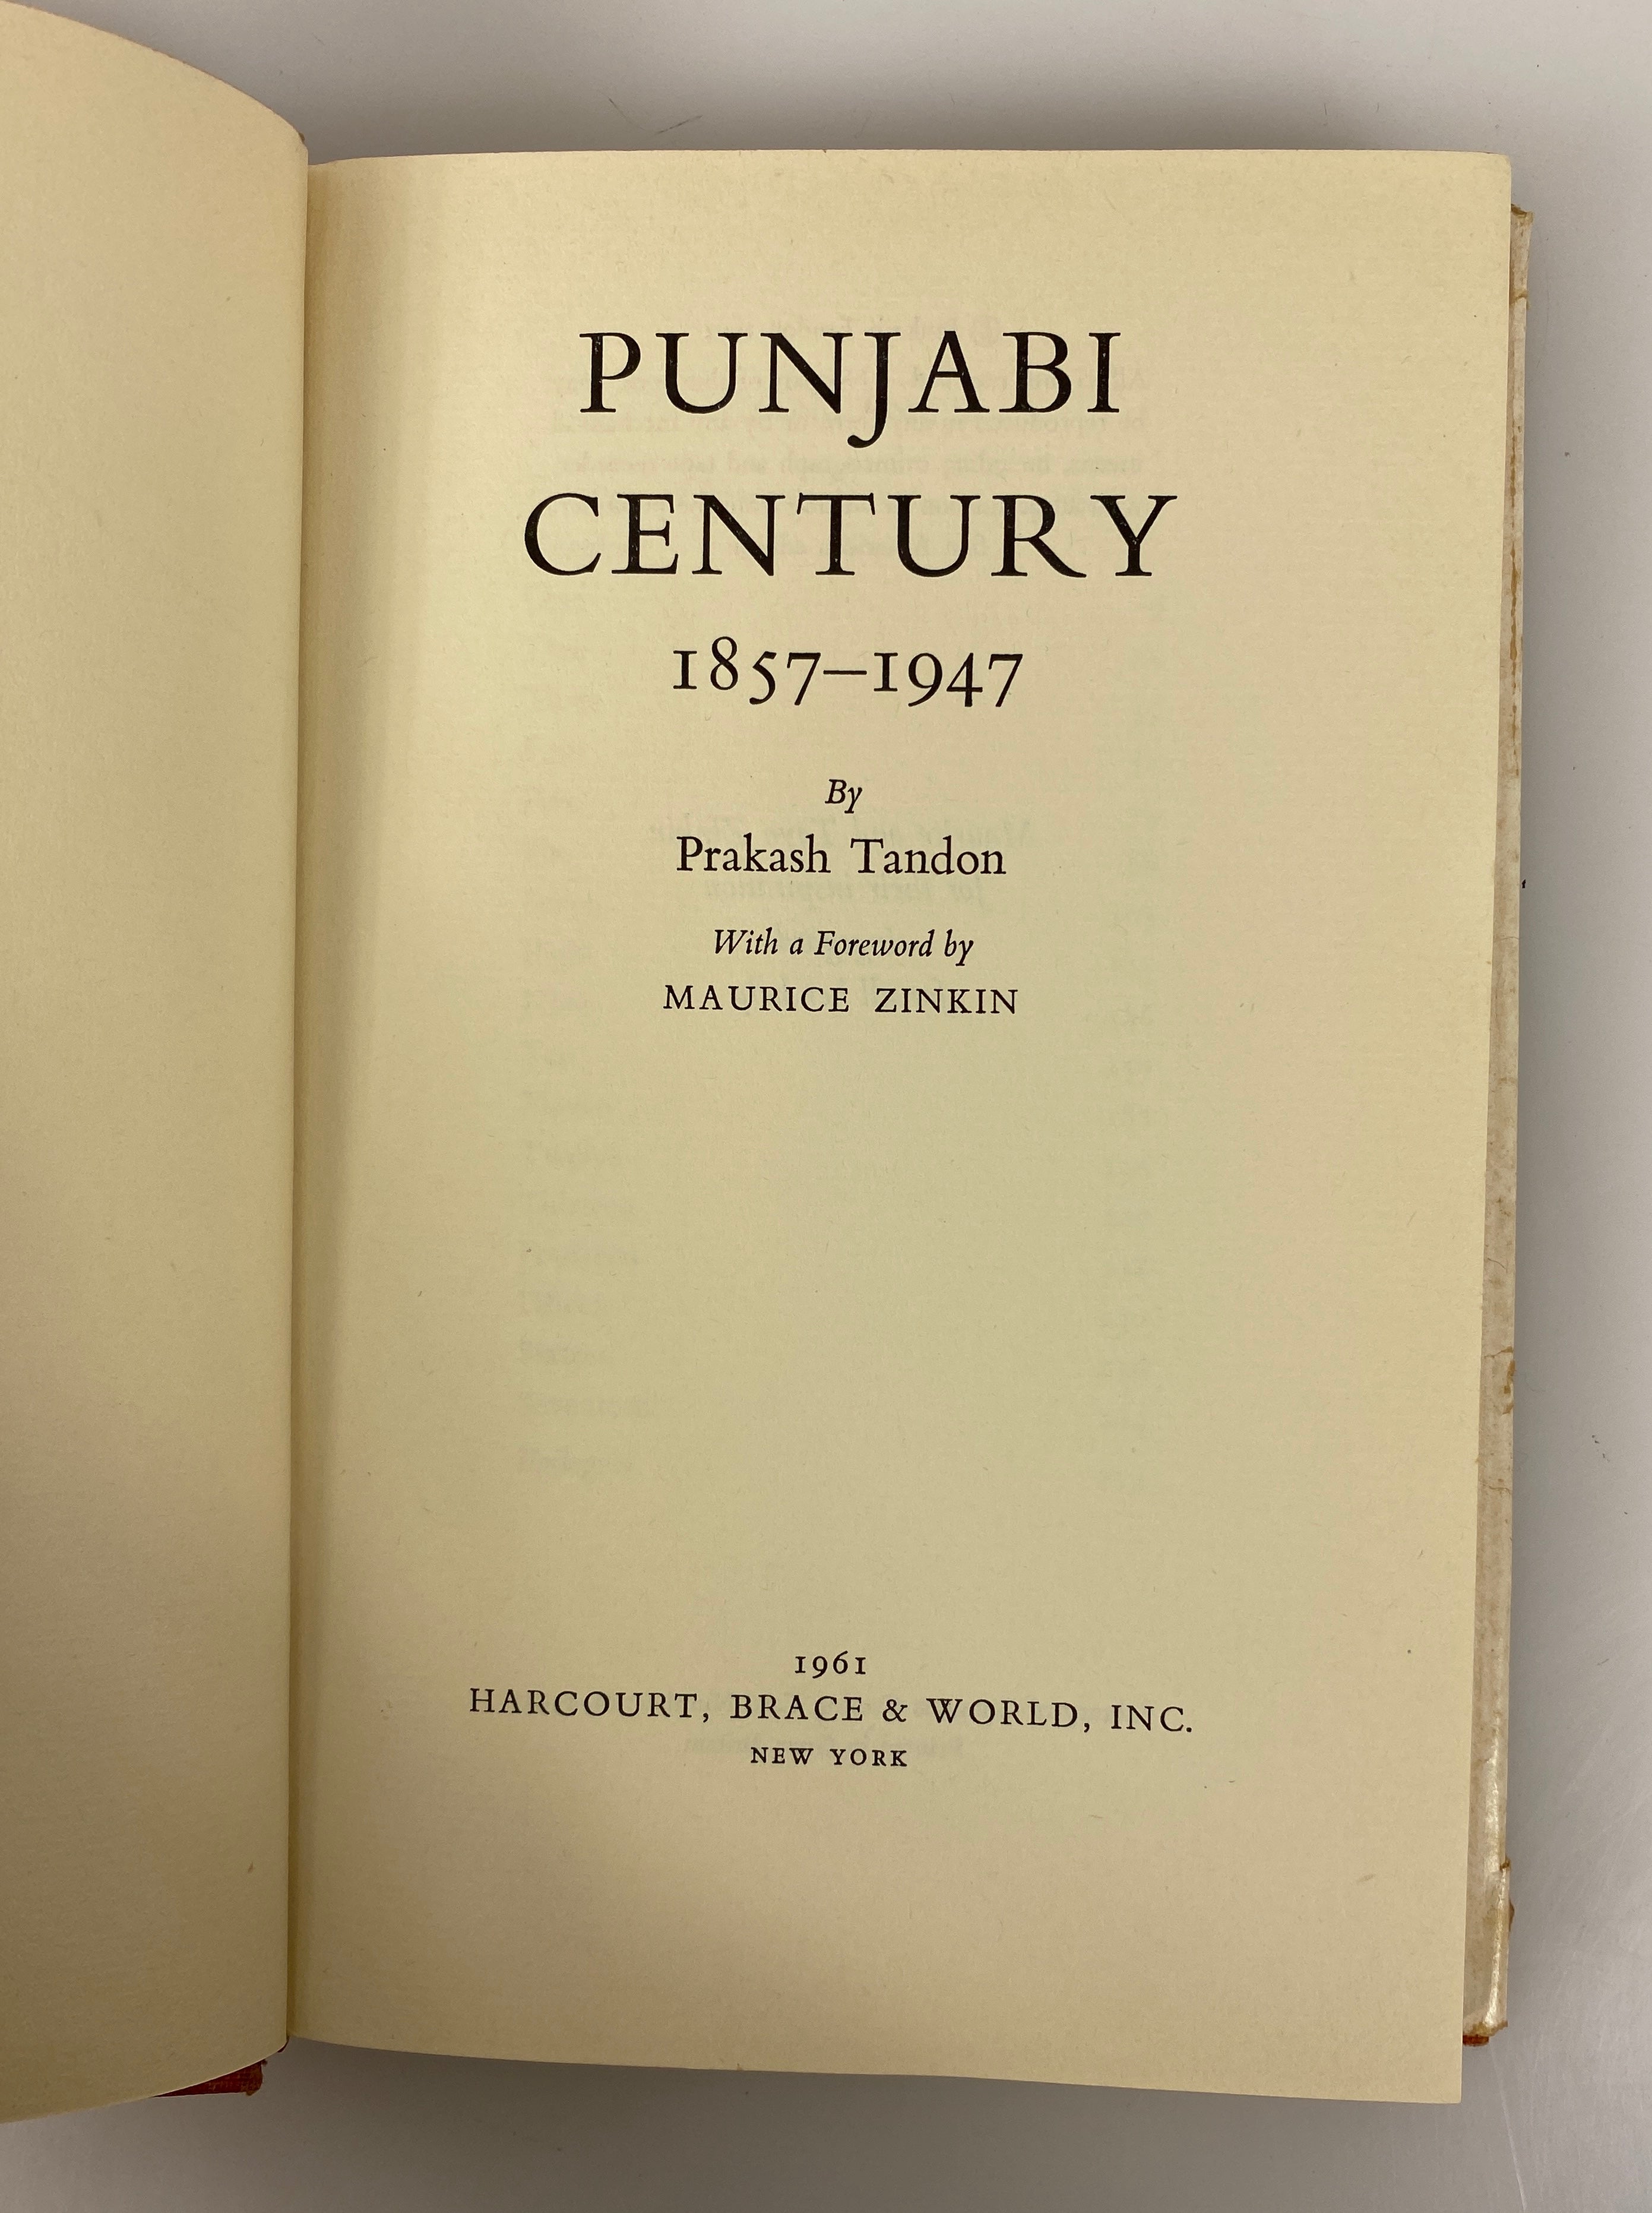 PUNJABI
CENTURY
1857–1947
By
Prakash Tandon
With a Foreword by
MAURICE ZINKIN
1961
HARCOURT, BRACE & WORLD, INC.
NEW YORK